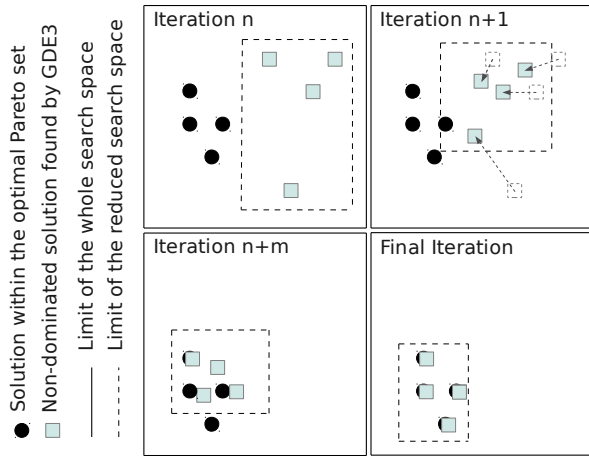 Solution within the optimal Pareto set
Non-dominated solution found by GDE3
Limit of the whole search space
Limit of the reduced search space
Iteration n
Iteration n+1
Iteration n+m
Final Iteration